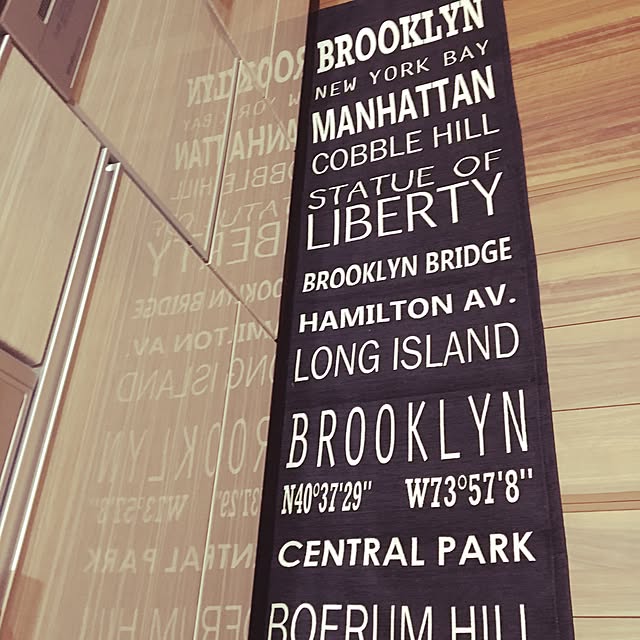 BROOKLYN
NEW YORK BAY
MANHATTAN
COBBLE HILL
STATUE OF
LIBERTY
BROOKLYN BRIDGE
HAMILTON AV.
LONG ISLAND
BROOKLYN
N40°37'29" W73°57'8"
CENTRAL PARK
BOERUM HILL